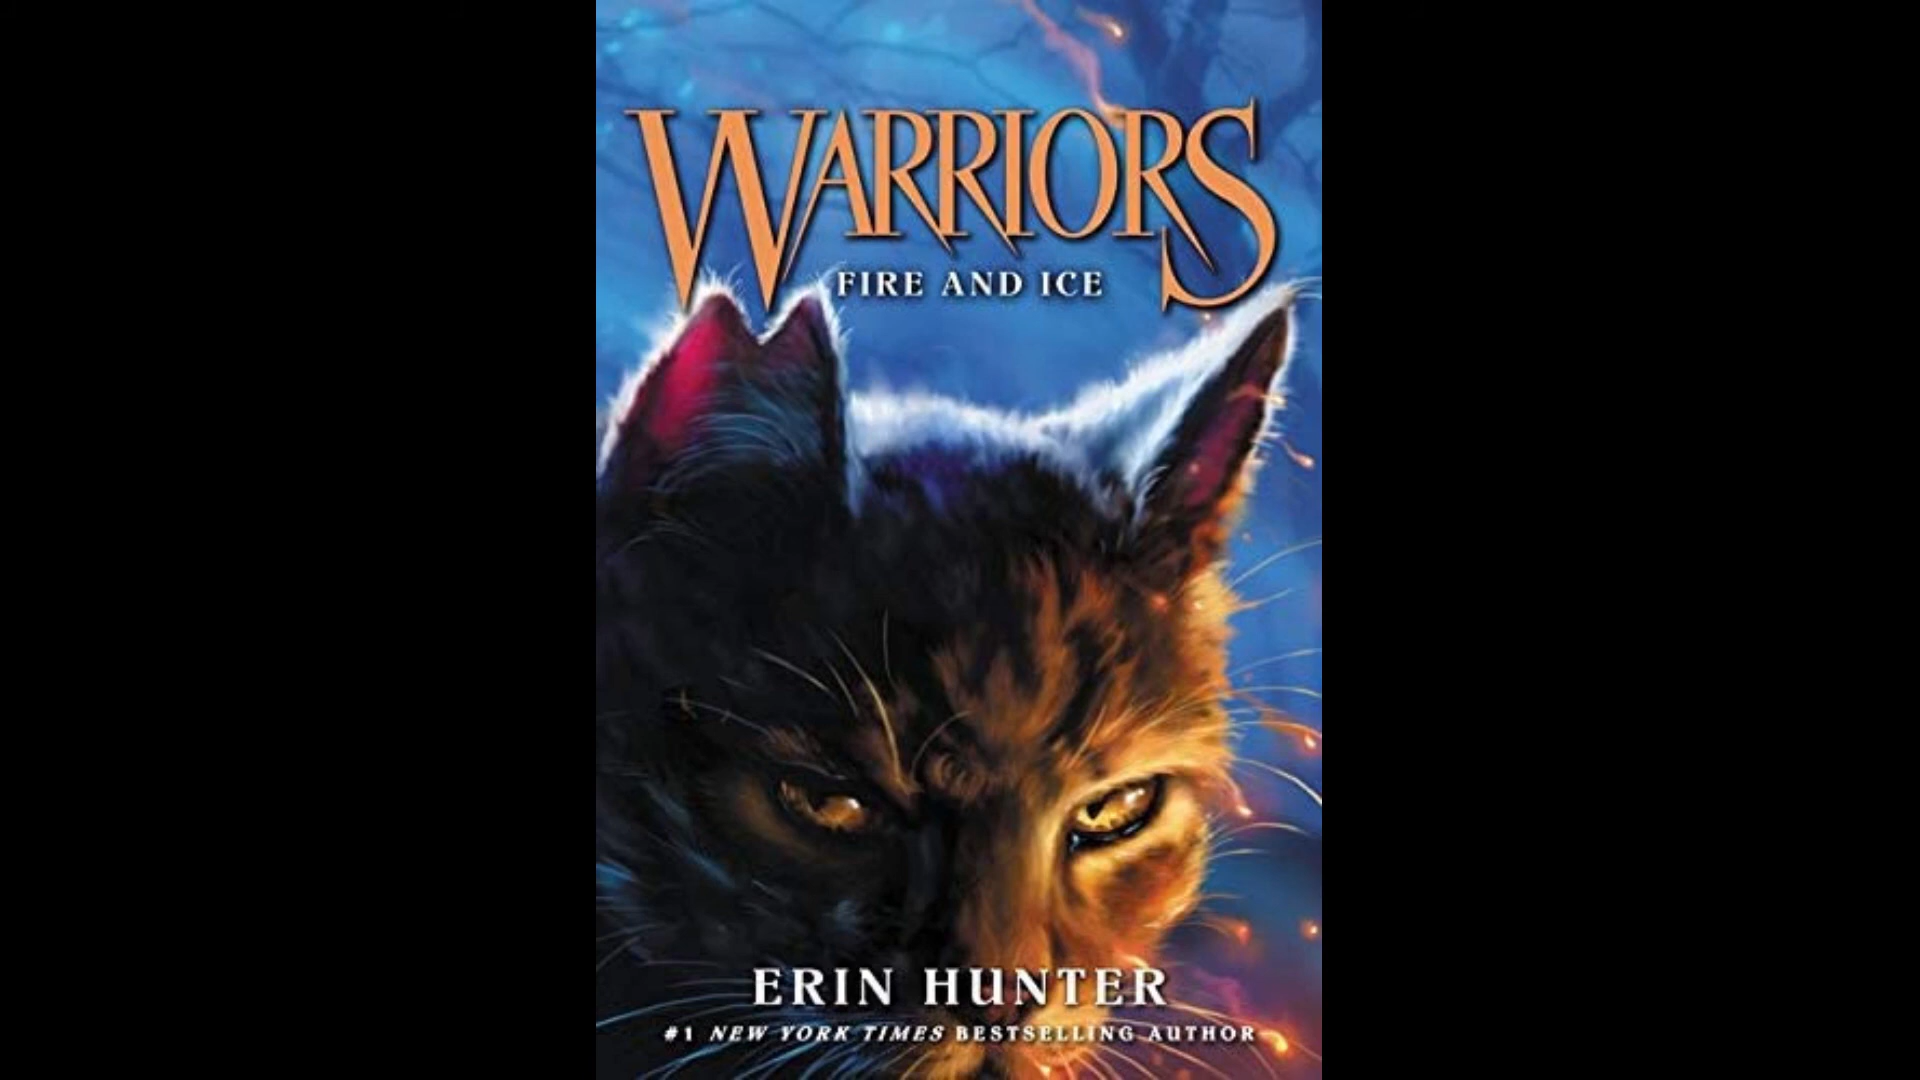 WARRIORS
FIRE AND ICE
ERIN HUNTER
#1 NEW YORK TIMES BESTSELLING AUTHOR